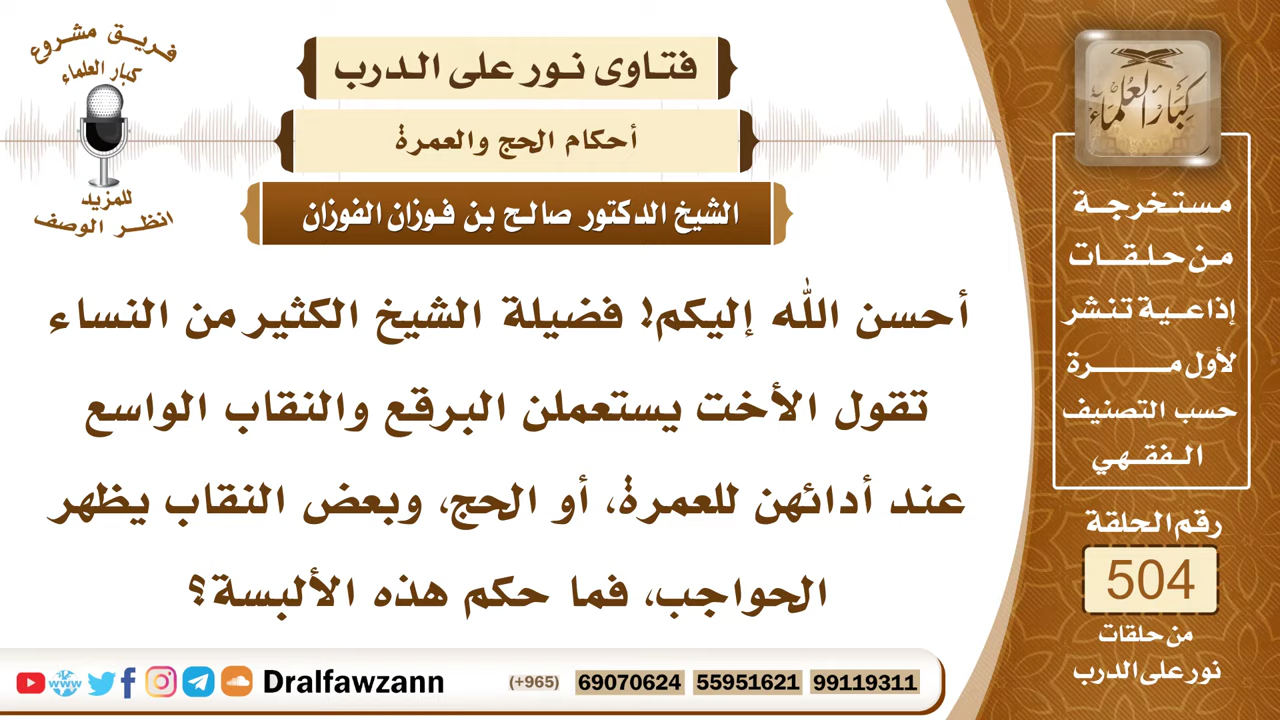 فريق مشروع
كبار العلماء
للمزيد
انظر الوصف
فتاوى نور على الدرب
أحكام الحج والعمرة
الشيخ الدكتور صالح بن فوزان الفوزان
أحسن الله إليكم! فضيلة الشيخ الكثير من النساء
تقول الأخت يستعملن البرقع والنقاب الواسع
عند أدائهن للعمرة، أو الحج، وبعض النقاب يظهر
الحواجب، فما حكم هذه الألبسة؟
كبار العلماء
مستخرجة
من حلقات
إذاعية تنشر
لأول مرة
حسب التصنيف
الفقهي
رقم الحلقة
504
من حلقات
نور على الدرب
www
Dralfawzann (+965) 69070624 55951621 99119311